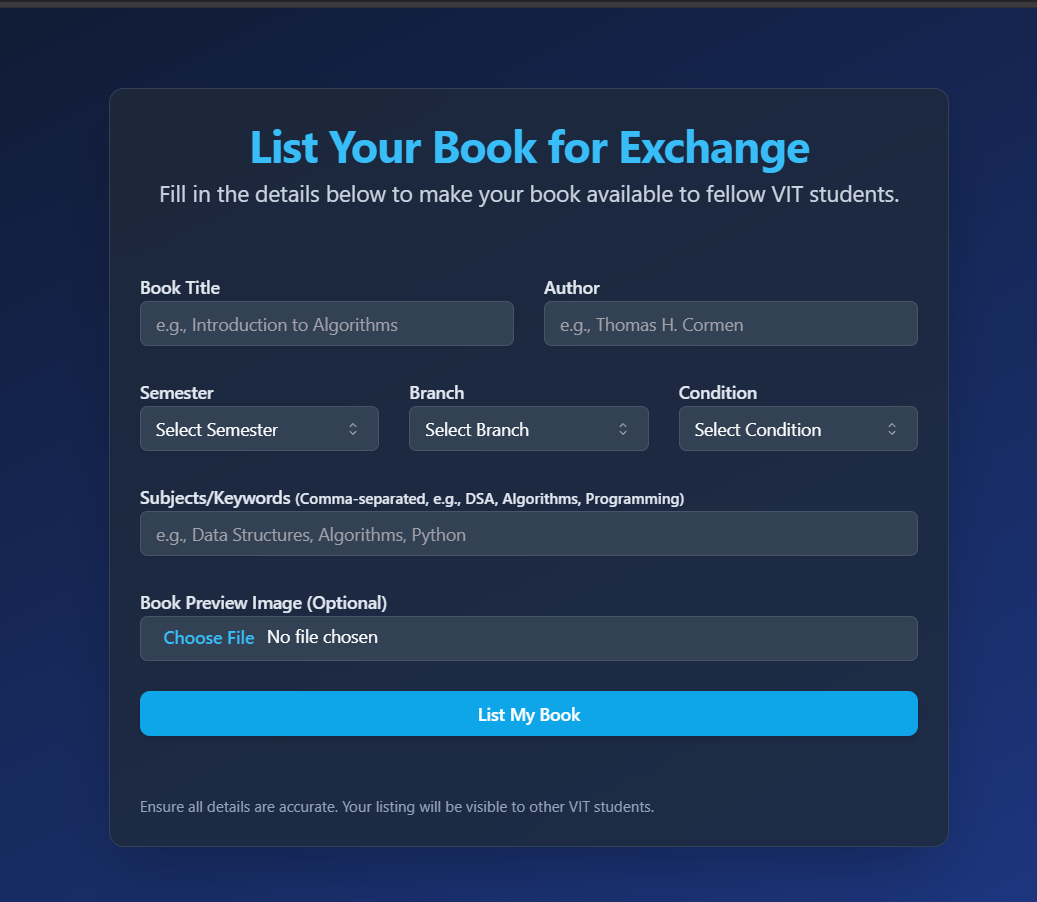 List Your Book for Exchange
Fill in the details below to make your book available to fellow VIT students.
Book Title
Author
e.g., Introduction to Algorithms
e.g., Thomas H. Cormen
Semester
Branch
Condition
Select Semester
Select Branch
Select Condition
Subjects/Keywords (Comma-separated, e.g., DSA, Algorithms, Programming)
e.g., Data Structures, Algorithms, Python
Book Preview Image (Optional)
Choose File No file chosen
List My Book
Ensure all details are accurate. Your listing will be visible to other VIT students.